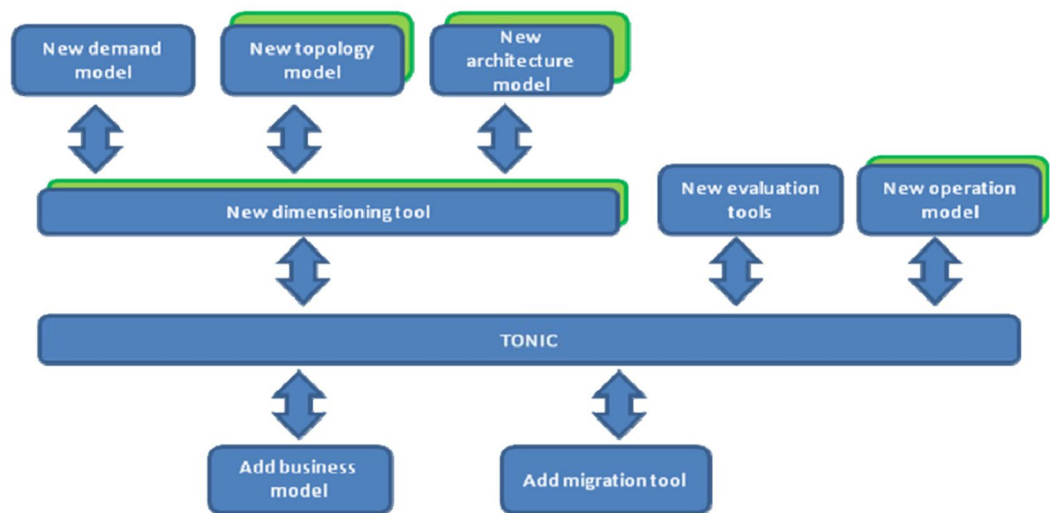 New demand
model
New topology
model
New
architecture
model
New dimensioning tool
New evaluation
tools
New operation
model
TONIC
Add business
model
Add migration tool